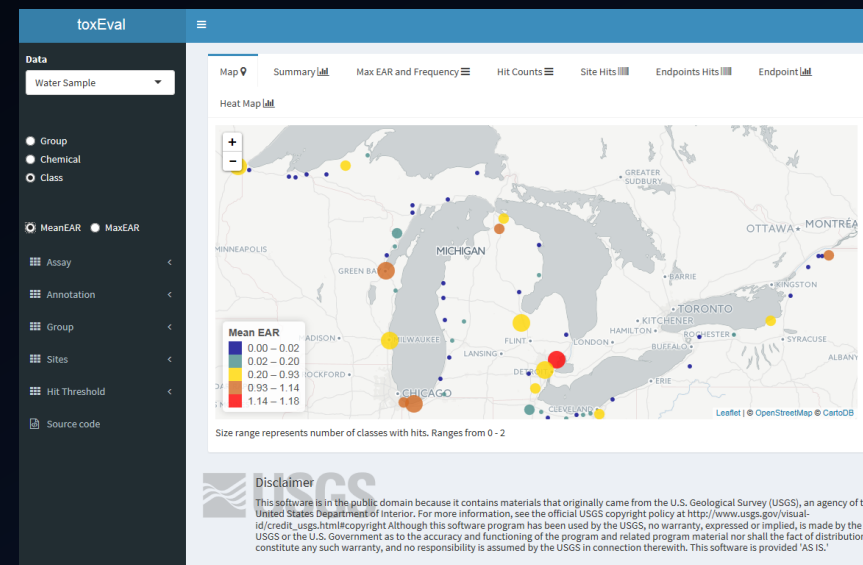 toxEval
Data
Water Sample
Group
Chemical
Class
MeanEAR MaxEAR
Assay
Annotation
Group
Sites
Hit Threshold
Source code
Map Summary Max EAR and Frequency Hit Counts Site Hits Endpoints Hits Endpoint
Heat Map
+
-
GREATER
SUDBURY
OTTAWA MONTRÉA
MINNEAPOLIS
MICHIGAN
GREEN BA
BARRIE
KINGSTON
TORONTO
KITCHENER
HAMILTON
ROCHESTER
SYRACUSE
MILWAUKEE
FLINT
LONDON
BUFFALO
ADISON
LANSING
ALBANY
OCKFORD
DETR
ERIE
CHICAGO
CLEVELAND
Mean EAR
0.00 – 0.02
0.02 – 0.20
0.20 – 0.93
0.93 – 1.14
1.14 – 1.18
Leaflet | © OpenStreetMap © CartoDB
Size range represents number of classes with hits. Ranges from 0 - 2
USGS
Disclaimer
This software is in the public domain because it contains materials that originally came from the U.S. Geological Survey (USGS), an agency of t
United States Department of Interior. For more information, see the official USGS copyright policy at http://www.usgs.gov/visual-
id/credit_usgs.html#copyright Although this software program has been used by the USGS, no warranty, expressed or implied, is made by the
USGS or the U.S. Government as to the accuracy and functioning of the program and related program material nor shall the fact of distribution
constitute any such warranty, and no responsibility is assumed by the USGS in connection therewith. This software is provided 'AS IS.'